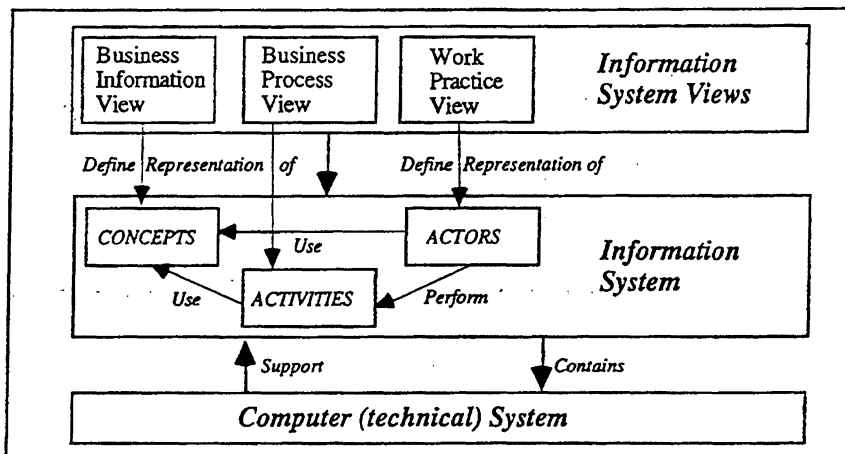 Business
Information
View
Business
Process
View
Work
Practice
View
Information
System Views
Define Representation of
Define Representation of
CONCEPTS
ACTORS
Use
Information
System
Use
ACTIVITIES
Perform
Support
Contains
Computer (technical) System